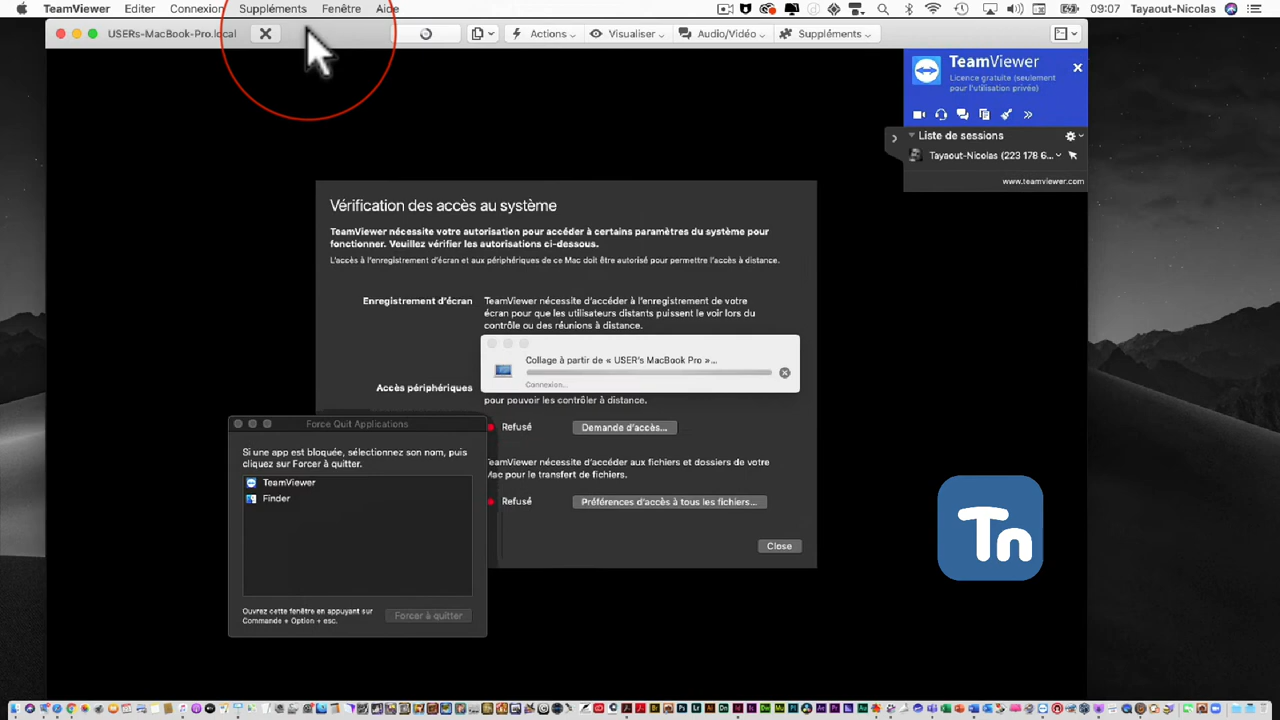 TeamViewer Editer Connexion Suppléments Fenêtre Aide 09:07 Tayaout-Nicolas
USERs-MacBook-Pro.local Actions Visualiser Audio/Vidéo Suppléments
TeamViewer
Licence gratuite (seulement
pour l'utilisation privée)
Liste de sessions
Tayaout-Nicolas (223 178 6...
www.teamviewer.com
Vérification des accès au système
TeamViewer nécessite votre autorisation pour accéder à certains paramètres du système pour
fonctionner. Veuillez vérifier les autorisations ci-dessous.
L'accès à l'enregistrement d'écran et aux périphériques de ce Mac doit être autorisé pour permettre l'accès à distance.
Enregistrement d'écran
TeamViewer nécessite d'accéder à l'enregistrement de votre
écran pour que les utilisateurs distants puissent le voir lors du
contrôle ou des réunions à distance.
Collage à partir de « USER's MacBook Pro »...
Connexion...
Accès périphériques
pour pouvoir les contrôler à distance.
Refusé Demande d'accès...
TeamViewer nécessite d'accéder aux fichiers et dossiers de votre
Mac pour le transfert de fichiers.
Refusé Préférences d'accès à tous les fichiers...
Close
Force Quit Applications
Si une app est bloquée, sélectionnez son nom, puis
cliquez sur Forcer à quitter.
TeamViewer
Finder
Ouvrez cette fenêtre en appuyant sur
Commande + Option + esc.
Forcer à quitter
Tn